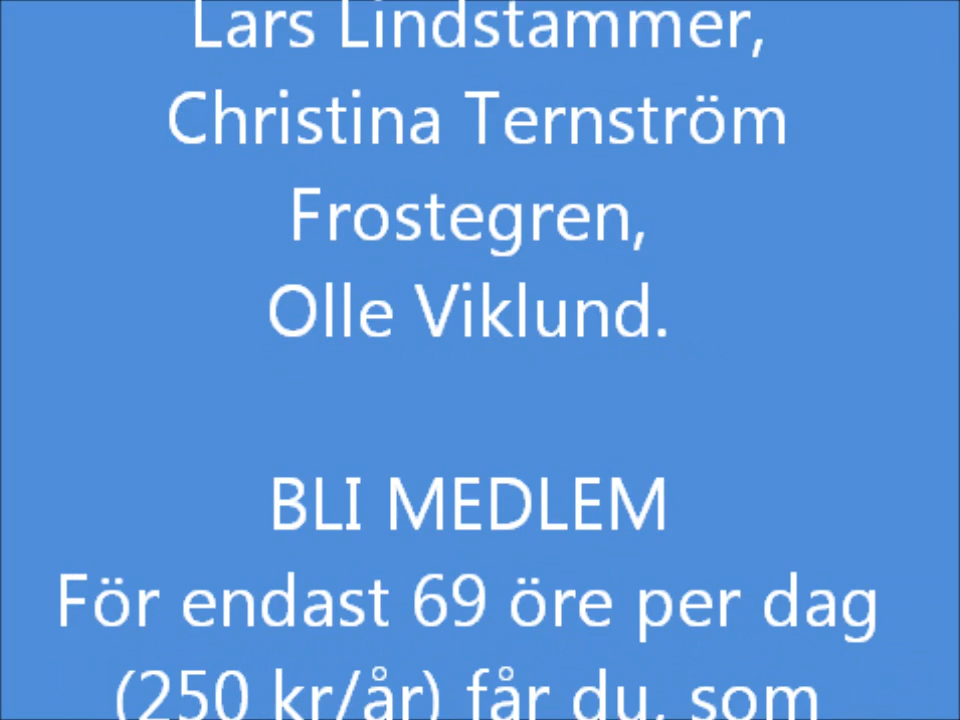 Lars Lindstammer,
Christina Ternström
Frostegren,
Olle Viklund.
BLI MEDLEM
För endast 69 öre per dag
(250 kr/år) får du, som